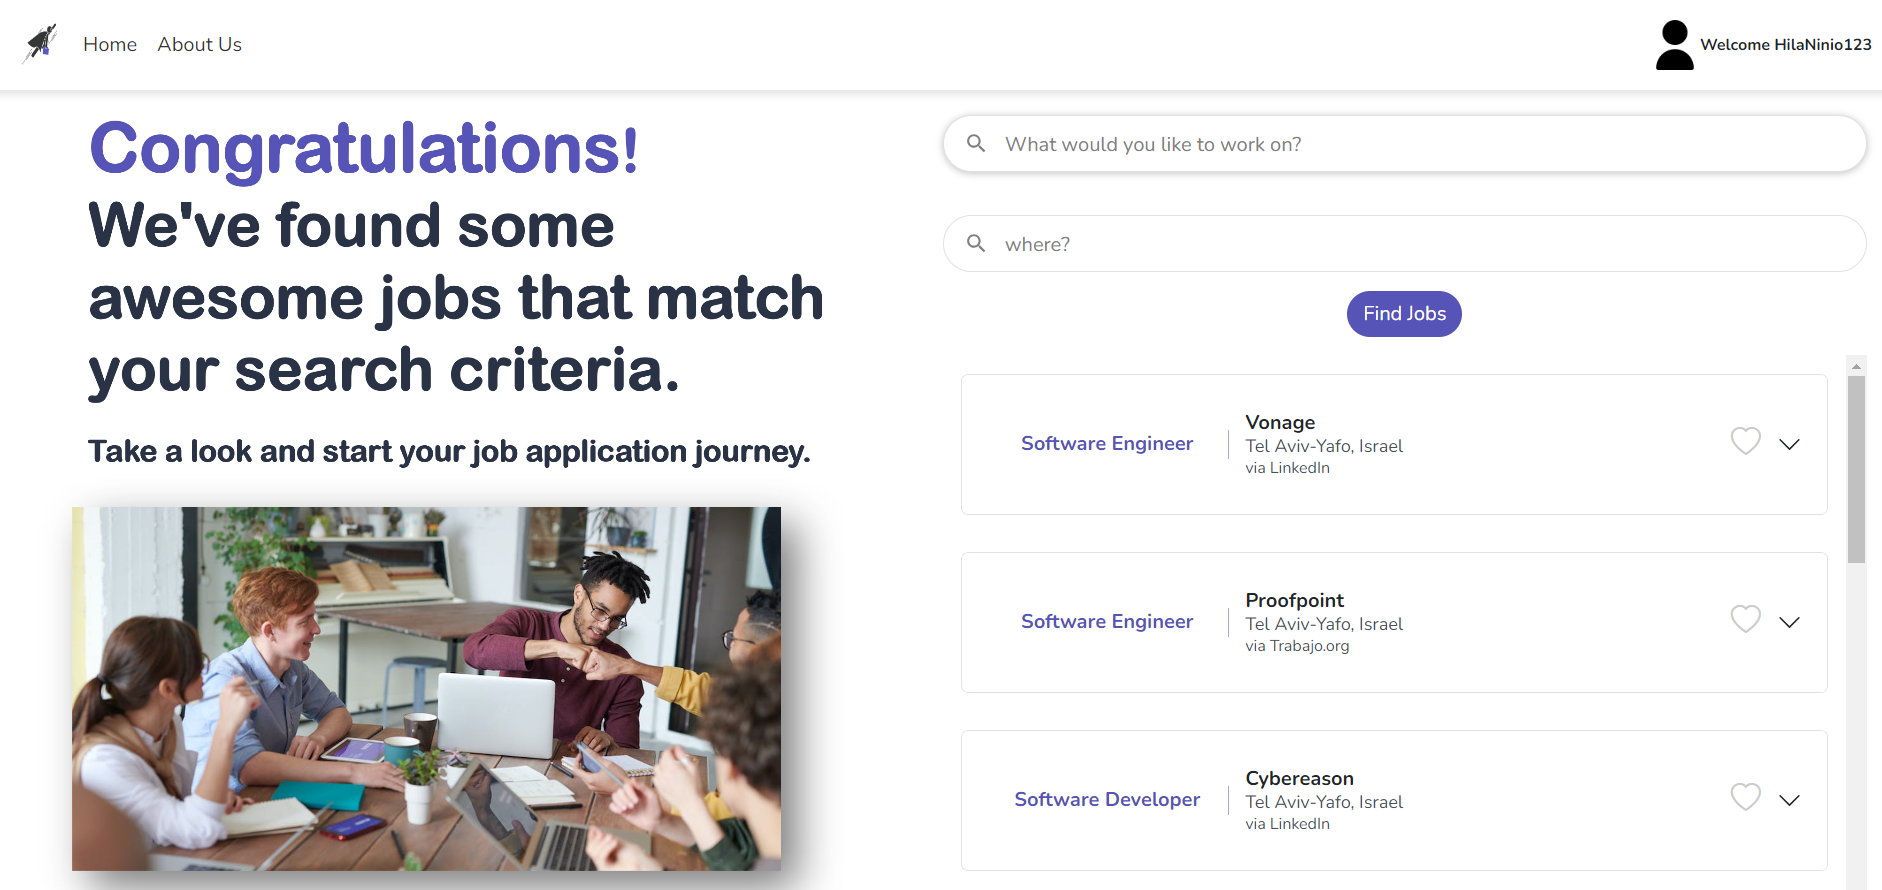 Home About Us
Welcome HilaNinio123
Congratulations!
We've found some
awesome jobs that match
your search criteria.
Take a look and start your job application journey.
What would you like to work on?
where?
Find Jobs
Software Engineer
Vonage
Tel Aviv-Yafo, Israel
via LinkedIn
Software Engineer
Proofpoint
Tel Aviv-Yafo, Israel
via Trabajo.org
Software Developer
Cybereason
Tel Aviv-Yafo, Israel
via LinkedIn